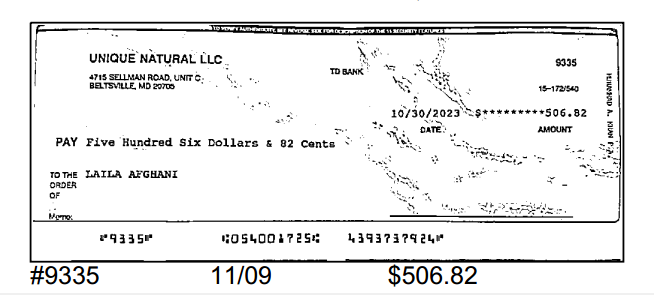 UNIQUE NATURAL LLC
4715 SELLMAN ROAD, UNIT C
BELTSVILLE, MD 20705
TD BANK
9335
15-172/540
10/30/2023 $*********506.82
DATE AMOUNT
PAY Five Hundred Six Dollars & 82 Cents
TO THE ORDER OF LAILA AFGHANI
Memo:
⑈9335⑈ ⑆054001725⑆ 4393737924⑈
#9335 11/09 $506.82